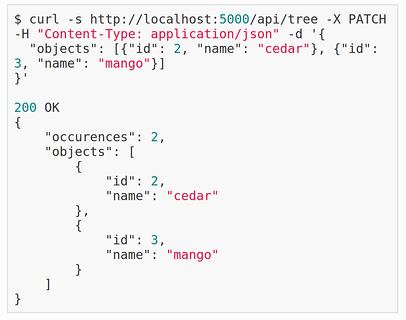 $ curl -s http://localhost:5000/api/tree -X PATCH
-H "Content-Type: application/json" -d '{
  "objects": [{"id": 2, "name": "cedar"}, {"id":
3, "name": "mango"}]
}'

200 OK
{
    "occurences": 2,
    "objects": [
        {
            "id": 2,
            "name": "cedar"
        },
        {
            "id": 3,
            "name": "mango"
        }
    ]
}